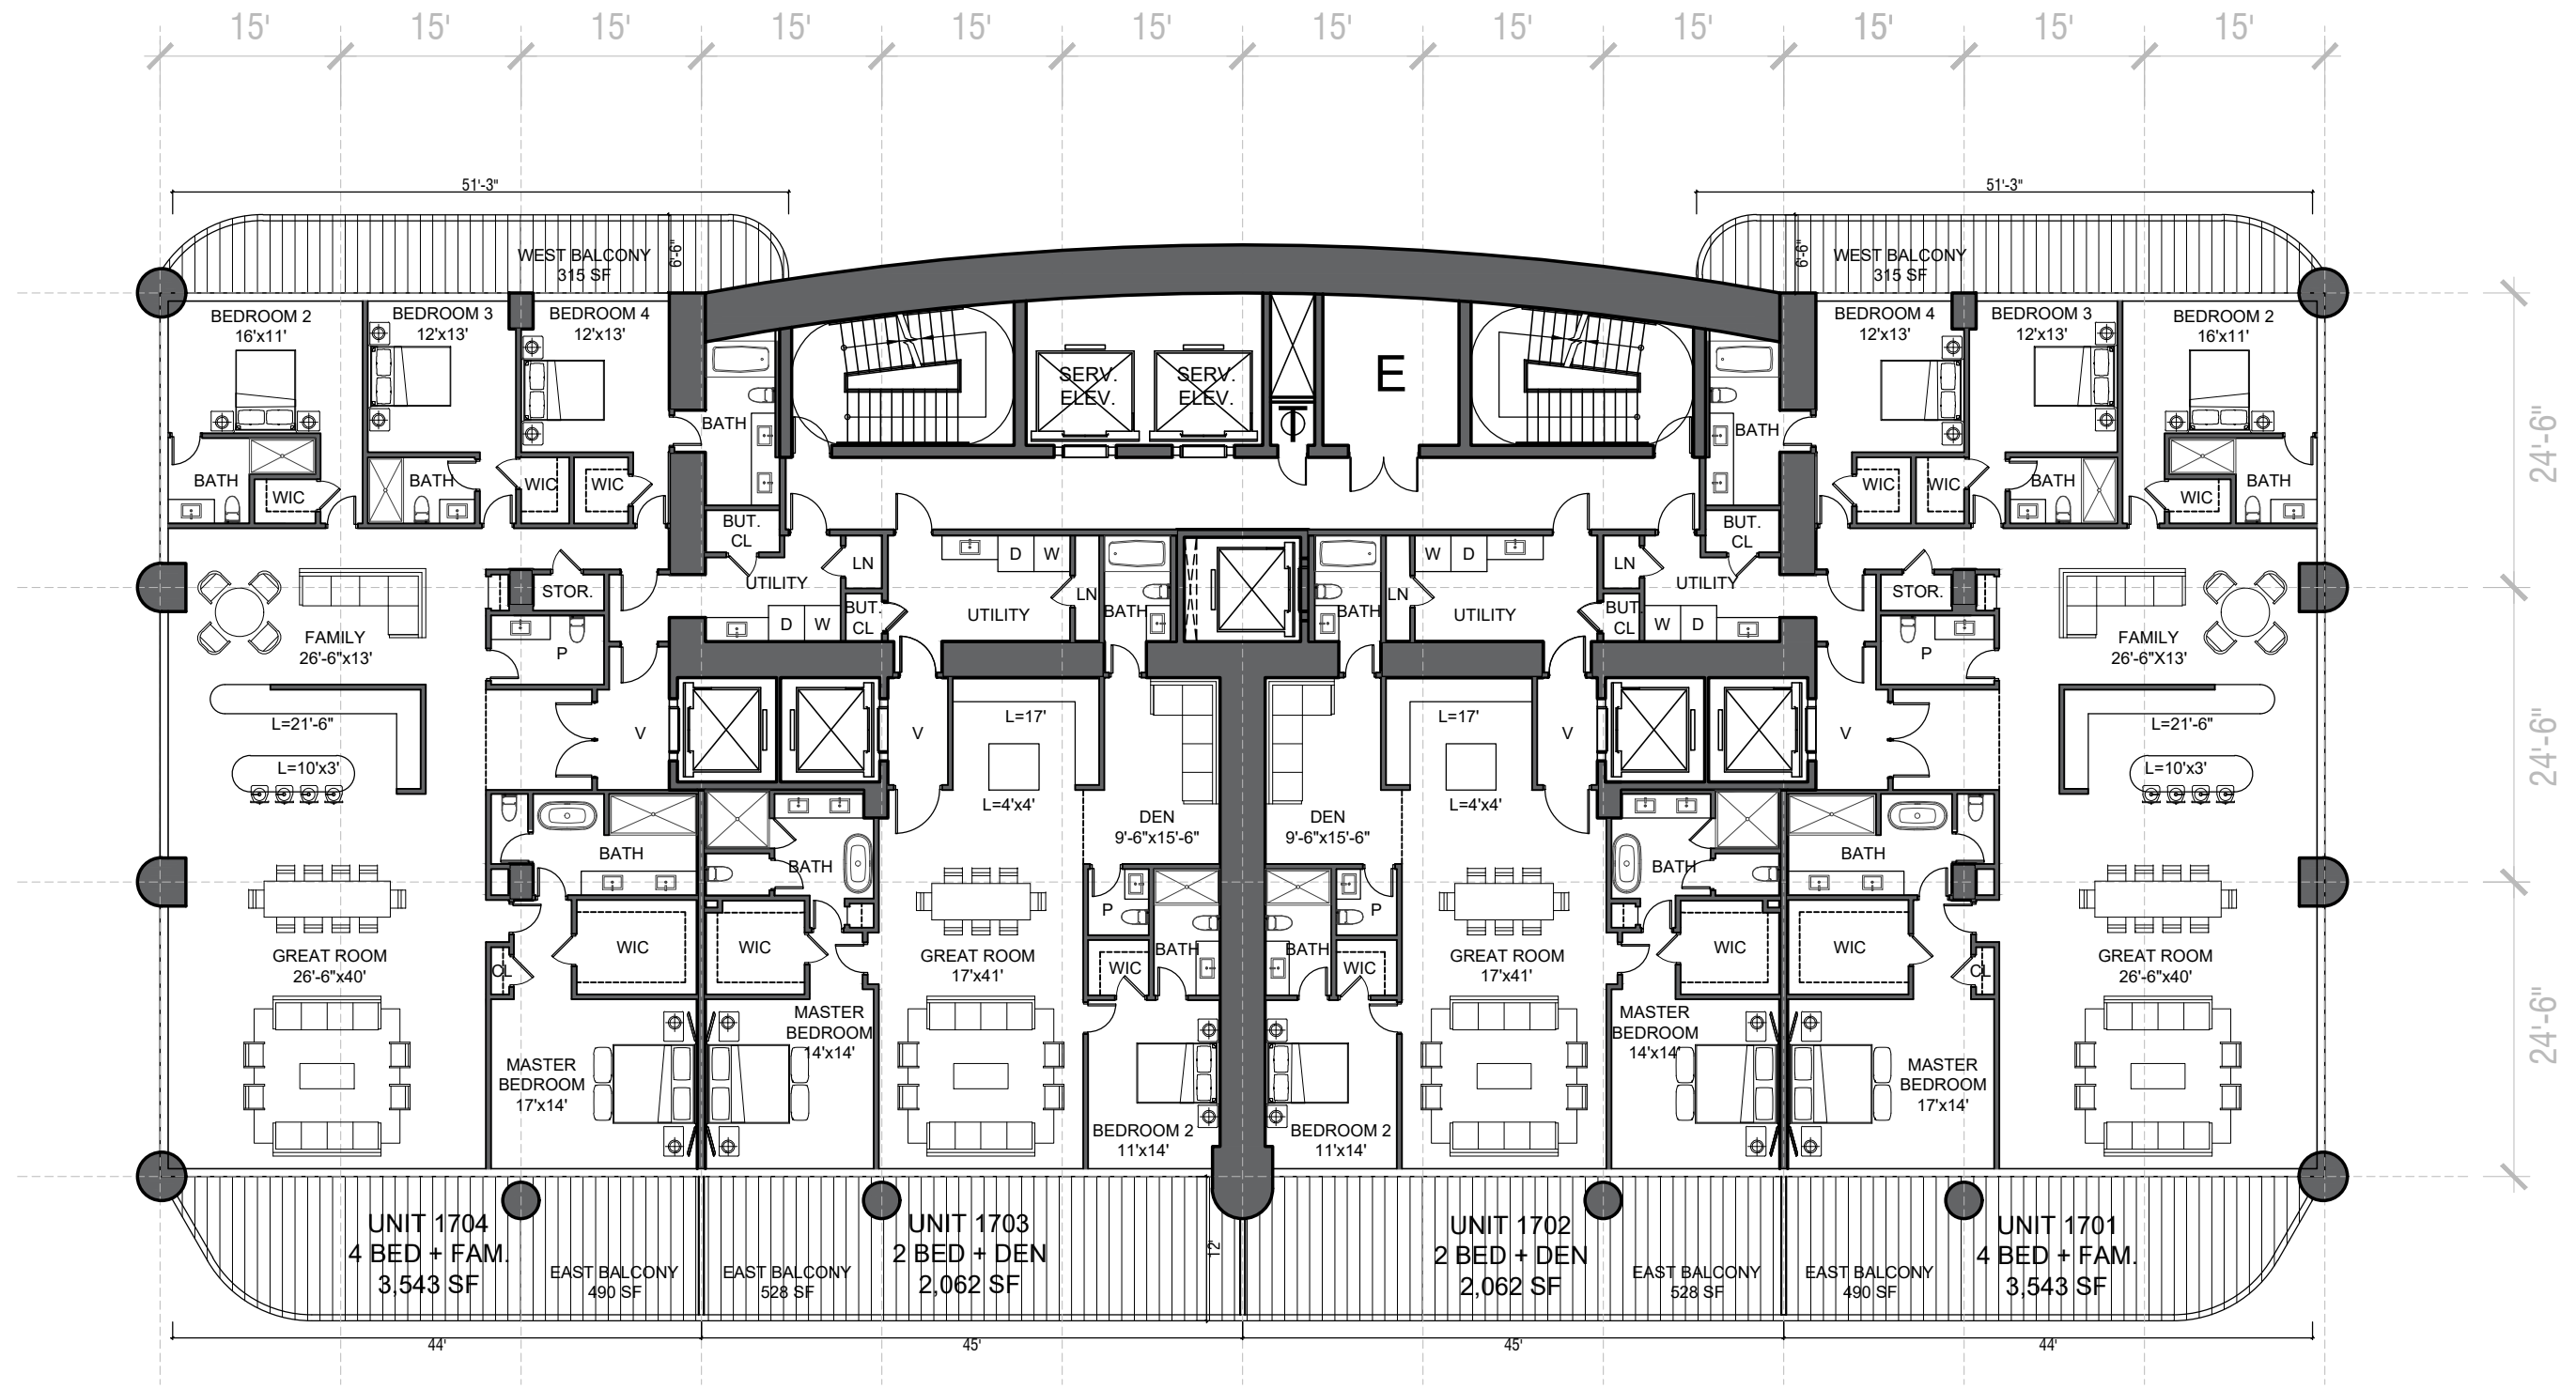 15' 15' 15' 15' 15' 15' 15' 15' 15' 15' 15' 15'
51'-3" 51'-3"
WEST BALCONY
315 SF
6'-6"
6'-6"
WEST BALCONY
315 SF
BEDROOM 2
16'x11'
BEDROOM 3
12'x13'
BEDROOM 4
12'x13'
BEDROOM 4
12'x13'
BEDROOM 3
12'x13'
BEDROOM 2
16'x11'
SERV.
ELEV.
SERV.
ELEV.
T
E
24'-6"
BATH
BATH
BATH
WIC
BATH
WIC
WIC
WIC
WIC
BATH
WIC
BATH
BUT.
CL
BUT.
CL
LN
D W
W D
LN
UTILITY
STOR.
UTILITY
LN
BATH
BATH
LN
UTILITY
UTILITY
STOR.
BUT.
CL
BUT.
CL
D W
W D
FAMILY
26'-6"x13'
P
P
FAMILY
26'-6"X13'
L=21'-6"
V
V
L=17'
L=17'
V
V
L=21'-6"
24'-6"
L=10'x3'
L=4'x4'
L=4'x4'
L=10'x3'
DEN
9'-6"x15'-6"
DEN
9'-6"x15'-6"
BATH
BATH
BATH
BATH
P
P
GREAT ROOM
26'-6"x40'
CL
WIC
WIC
GREAT ROOM
17'x41'
WIC
BATH
BATH
WIC
GREAT ROOM
17'x41'
WIC
WIC
CL
GREAT ROOM
26'-6"x40'
MASTER
BEDROOM
14'x14'
MASTER
BEDROOM
14'x14'
24'-6"
MASTER
BEDROOM
17'x14'
MASTER
BEDROOM
17'x14'
BEDROOM 2
11'x14'
BEDROOM 2
11'x14'
UNIT 1704
4 BED + FAM.
3,543 SF
EAST BALCONY
490 SF
EAST BALCONY
528 SF
UNIT 1703
2 BED + DEN
2,062 SF
12'
UNIT 1702
2 BED + DEN
2,062 SF
EAST BALCONY
528 SF
EAST BALCONY
490 SF
UNIT 1701
4 BED + FAM.
3,543 SF
44' 45' 45' 44'